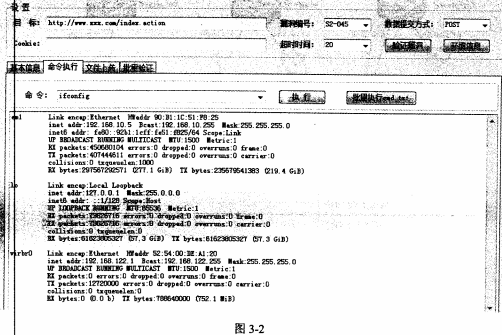 设置
目 标: http://www.xxx.com/index.action 漏洞编号: S2-045 数据提交方式: POST
Cookie: 超时时间: 20 验证漏洞 环境信息
基本信息 命令执行 文件上传 批量验证
命 令: ifconfig 执 行 批量执行cmd.txt
em1 Link encap:Ethernet HWaddr 90:B1:1C:51:F8:25
inet addr:192.168.10.5 Bcast:192.168.10.255 Mask:255.255.255.0
inet6 addr: fe80::92b1:1cff:fe51:f825/64 Scope:Link
UP BROADCAST RUNNING MULTICAST MTU:1500 Metric:1
RX packets:450680104 errors:0 dropped:0 overruns:0 frame:0
TX packets:407444611 errors:0 dropped:0 overruns:0 carrier:0
collisions:0 txqueuelen:1000
RX bytes:297567292571 (277.1 GiB) TX bytes:235679541383 (219.4 GiB)
lo Link encap:Local Loopback
inet addr:127.0.0.1 Mask:255.0.0.0
inet6 addr: ::1/128 Scope:Host
UP LOOPBACK RUNNING MTU:65536 Metric:1
RX packets: errors:0 dropped:0 overruns:0 frame:0
TX packets: errors:0 dropped:0 overruns:0 carrier:0
collisions:0 txqueuelen:0
RX bytes:61623805327 (57.3 GiB) TX bytes:61623805327 (57.3 GiB)
virbr0 Link encap:Ethernet HWaddr 52:54:00:DE:A1:20
inet addr:192.168.122.1 Bcast:192.168.122.255 Mask:255.255.255.0
UP BROADCAST RUNNING MULTICAST MTU:1500 Metric:1
RX packets:0 errors:0 dropped:0 overruns:0 frame:0
TX packets:12720000 errors:0 dropped:0 overruns:0 carrier:0
collisions:0 txqueuelen:0
RX bytes:0 (0.0 b) TX bytes:788640000 (752.1 MiB)
图 3-2